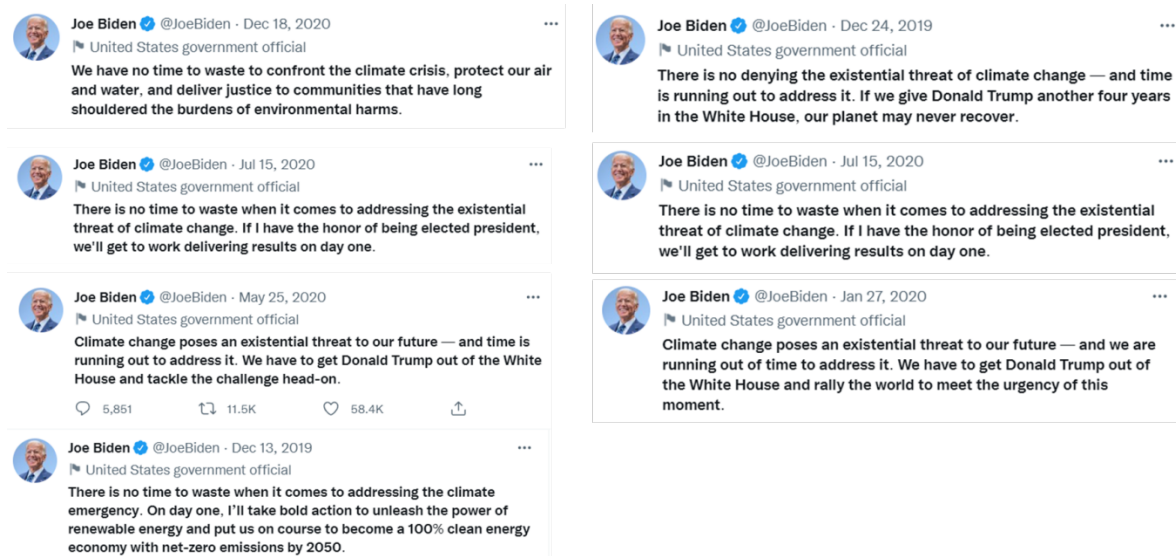 Joe Biden @JoeBiden · Dec 18, 2020
United States government official
We have no time to waste to confront the climate crisis, protect our air
and water, and deliver justice to communities that have long
shouldered the burdens of environmental harms.
Joe Biden @JoeBiden · Jul 15, 2020
United States government official
There is no time to waste when it comes to addressing the existential
threat of climate change. If I have the honor of being elected president,
we'll get to work delivering results on day one.
Joe Biden @JoeBiden · May 25, 2020
United States government official
Climate change poses an existential threat to our future — and time is
running out to address it. We have to get Donald Trump out of the White
House and tackle the challenge head-on.
5,851 11.5K 58.4K
Joe Biden @JoeBiden · Dec 13, 2019
United States government official
There is no time to waste when it comes to addressing the climate
emergency. On day one, I'll take bold action to unleash the power of
renewable energy and put us on course to become a 100% clean energy
economy with net-zero emissions by 2050.
Joe Biden @JoeBiden · Dec 24, 2019
United States government official
There is no denying the existential threat of climate change — and time
is running out to address it. If we give Donald Trump another four years
in the White House, our planet may never recover.
Joe Biden @JoeBiden · Jul 15, 2020
United States government official
There is no time to waste when it comes to addressing the existential
threat of climate change. If I have the honor of being elected president,
we'll get to work delivering results on day one.
Joe Biden @JoeBiden · Jan 27, 2020
United States government official
Climate change poses an existential threat to our future — and we are
running out of time to address it. We have to get Donald Trump out of
the White House and rally the world to meet the urgency of this
moment.